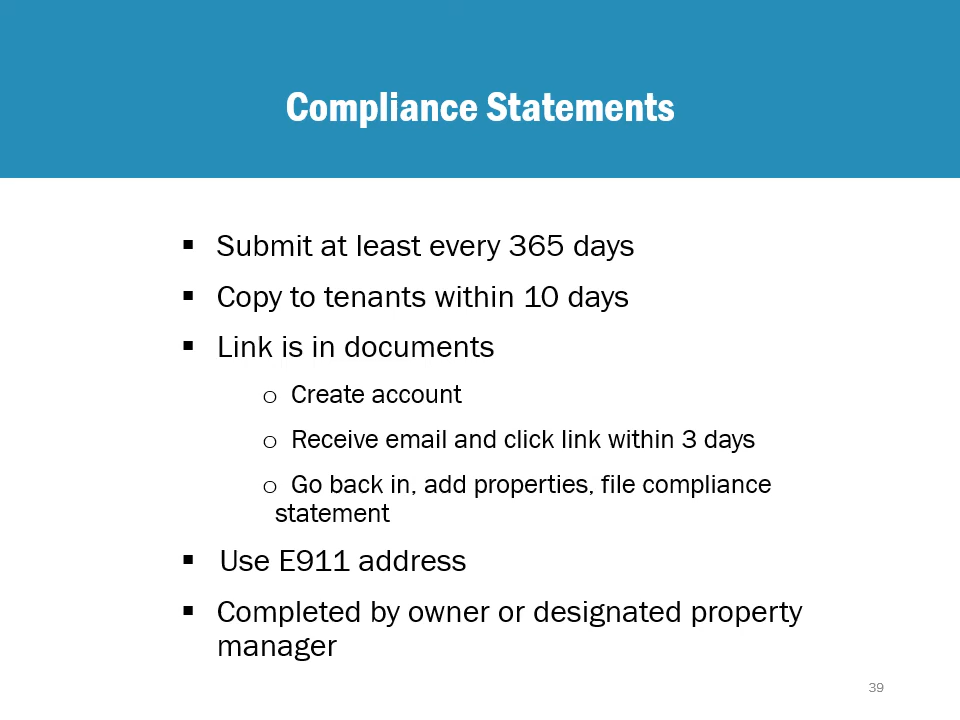 Compliance Statements
▪ Submit at least every 365 days
▪ Copy to tenants within 10 days
▪ Link is in documents
o Create account
o Receive email and click link within 3 days
o Go back in, add properties, file compliance
statement
▪ Use E911 address
▪ Completed by owner or designated property
manager
39